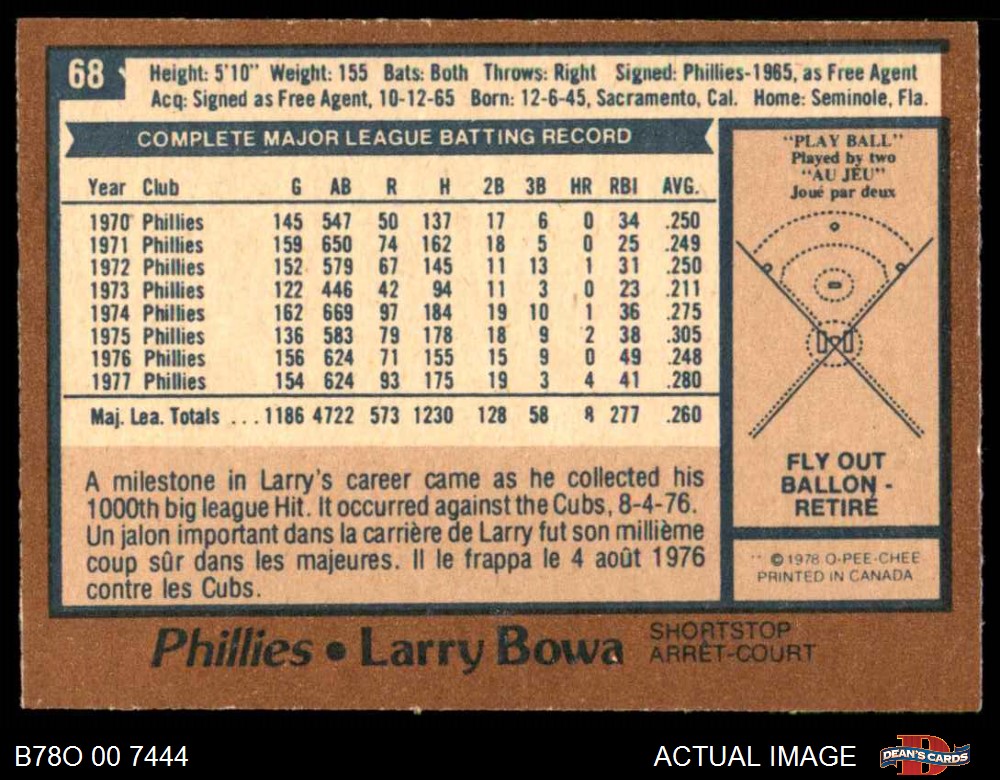 68
Height: 5'10" Weight: 155 Bats: Both Throws: Right Signed: Phillies-1965, as Free Agent
Acq: Signed as Free Agent, 10-12-65 Born: 12-6-45, Sacramento, Cal. Home: Seminole, Fla.
COMPLETE MAJOR LEAGUE BATTING RECORD
Year Club G AB R H 2B 3B HR RBI AVG.
1970 Phillies 145 547 50 137 17 6 0 34 .250
1971 Phillies 159 650 74 162 18 5 0 25 .249
1972 Phillies 152 579 67 145 11 13 1 31 .250
1973 Phillies 122 446 42 94 11 3 0 23 .211
1974 Phillies 162 669 97 184 19 10 1 36 .275
1975 Phillies 136 583 79 178 18 9 2 38 .305
1976 Phillies 156 624 71 155 15 9 0 49 .248
1977 Phillies 154 624 93 175 19 3 4 41 .280
Maj. Lea. Totals ...1186 4722 573 1230 128 58 8 277 .260
A milestone in Larry's career came as he collected his
1000th big league Hit. It occurred against the Cubs, 8-4-76.
Un jalon important dans la carrière de Larry fut son millième
coup sûr dans les majeures. Il le frappa le 4 août 1976
contre les Cubs.
"PLAY BALL"
Played by two
"AU JEU"
Joué par deux
FLY OUT
BALLON -
RETIRÉ
©1978 O-PEE-CHEE
PRINTED IN CANADA
Phillies • Larry Bowa
SHORTSTOP
ARRÊT-COURT
B78O 00 7444
ACTUAL IMAGE
DEAN'S CARDS